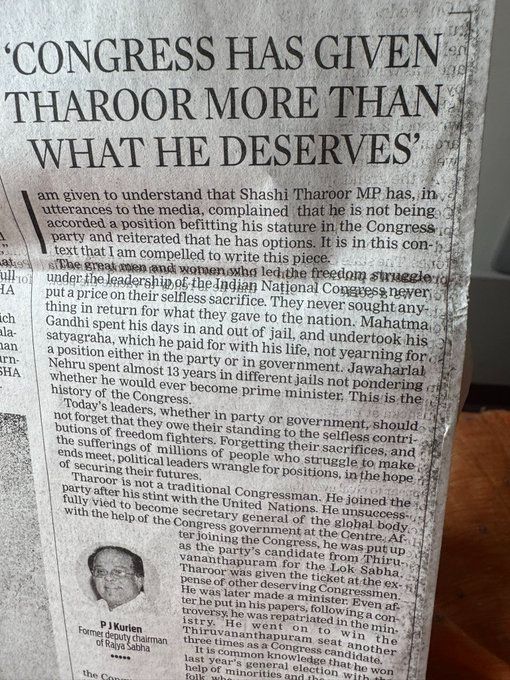 ‘CONGRESS HAS GIVEN
THAROOR MORE THAN
WHAT HE DESERVES’
I am given to understand that Shashi Tharoor MP has, in
utterances to the media, complained that he is not being
accorded a position befitting his stature in the Congress
party and reiterated that he has options. It is in this con-
text that I am compelled to write this piece.
The great men and women who led the freedom struggle
under the leadership of the Indian National Congress never
put a price on their selfless sacrifice. They never sought any-
thing in return for what they gave to the nation. Mahatma
Gandhi spent his days in and out of jail, and undertook his
satyagraha, which he paid for with his life, not yearning for
a position either in the party or in government. Jawaharlal
Nehru spent almost 13 years in different jails not pondering
whether he would ever become prime minister. This is the
history of the Congress.
Today’s leaders, whether in party or government, should
not forget that they owe their standing to the selfless contri-
butions of freedom fighters. Forgetting their sacrifices, and
the sufferings of millions of people who struggle to make
ends meet, political leaders wrangle for positions, in the hope
of securing their futures.
Tharoor is not a traditional Congressman. He joined the
party after his stint with the United Nations. He unsuccess-
fully vied to become secretary general of the global body,
with the help of the Congress government at the Centre. Af-
ter joining the Congress, he was put up
as the party’s candidate from Thiru-
vananthapuram for the Lok Sabha.
Tharoor was given the ticket at the ex-
pense of other deserving Congressmen.
He was later made a minister. Even af-
ter he put in his papers, following a con-
troversy, he was repatriated in the min-
istry. He went on to win the
Thiruvananthapuram seat another
three times as a Congress candidate.
It is common knowledge that he won
last year’s general election with the
help of minorities and the
folk who
P J Kurien
Former deputy chairman
of Rajya Sabha
the Con